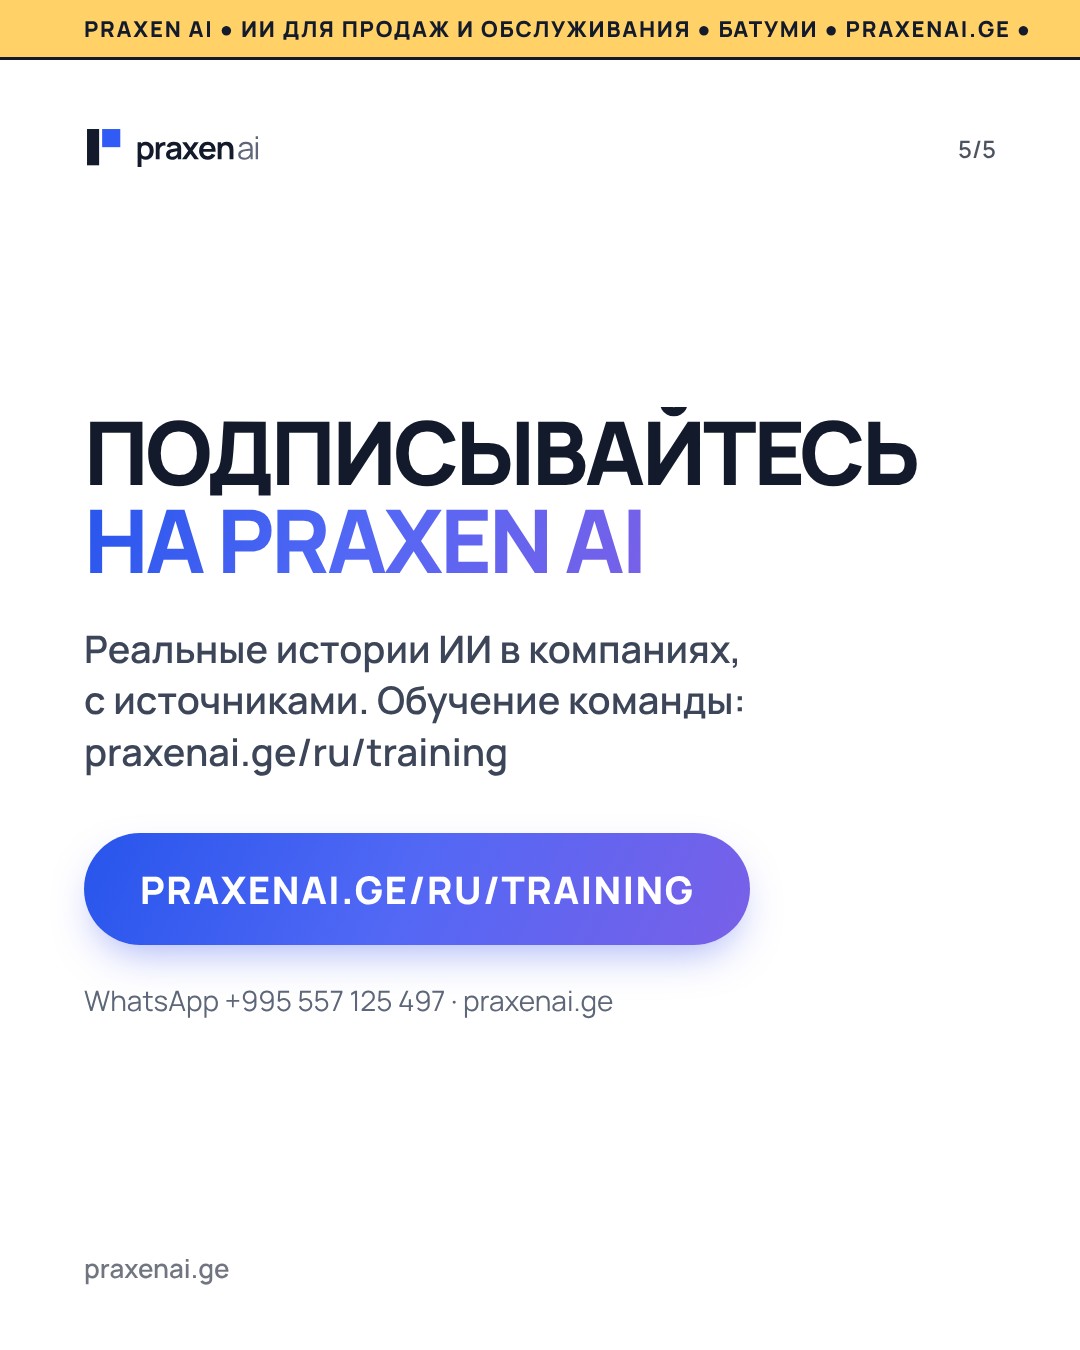 PRAXEN AI ● ИИ ДЛЯ ПРОДАЖ И ОБСЛУЖИВАНИЯ ● БАТУМИ ● PRAXENAI.GE ●
praxen ai
5/5
ПОДПИСЫВАЙТЕСЬ
НА PRAXEN AI
Реальные истории ИИ в компаниях,
с источниками. Обучение команды:
praxenai.ge/ru/training
PRAXENAI.GE/RU/TRAINING
WhatsApp +995 557 125 497 · praxenai.ge
praxenai.ge